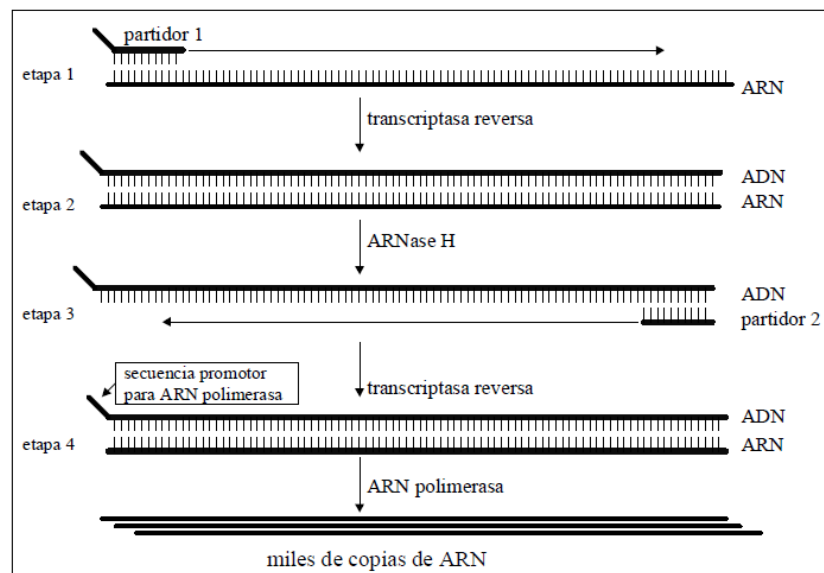 partidor 1
etapa 1
ARN
transcriptasa reversa
ADN
etapa 2
ARN
ARNase H
ADN
etapa 3
partidor 2
secuencia promotor
para ARN polimerasa
transcriptasa reversa
ADN
etapa 4
ARN
ARN polimerasa
miles de copias de ARN